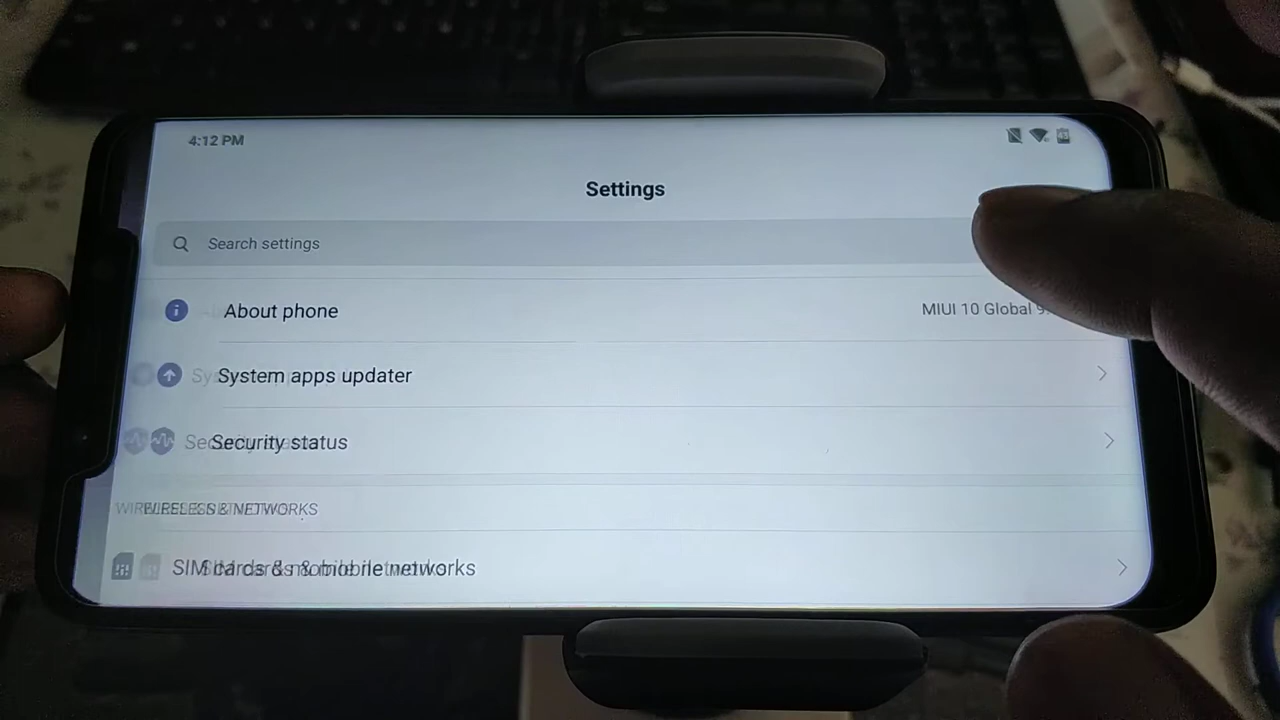 4:12 PM
Settings
Search settings
About phone
MIUI 10 Global 9.
System apps updater
Security status
WIRELESS & NETWORKS
SIM cards & mobile networks